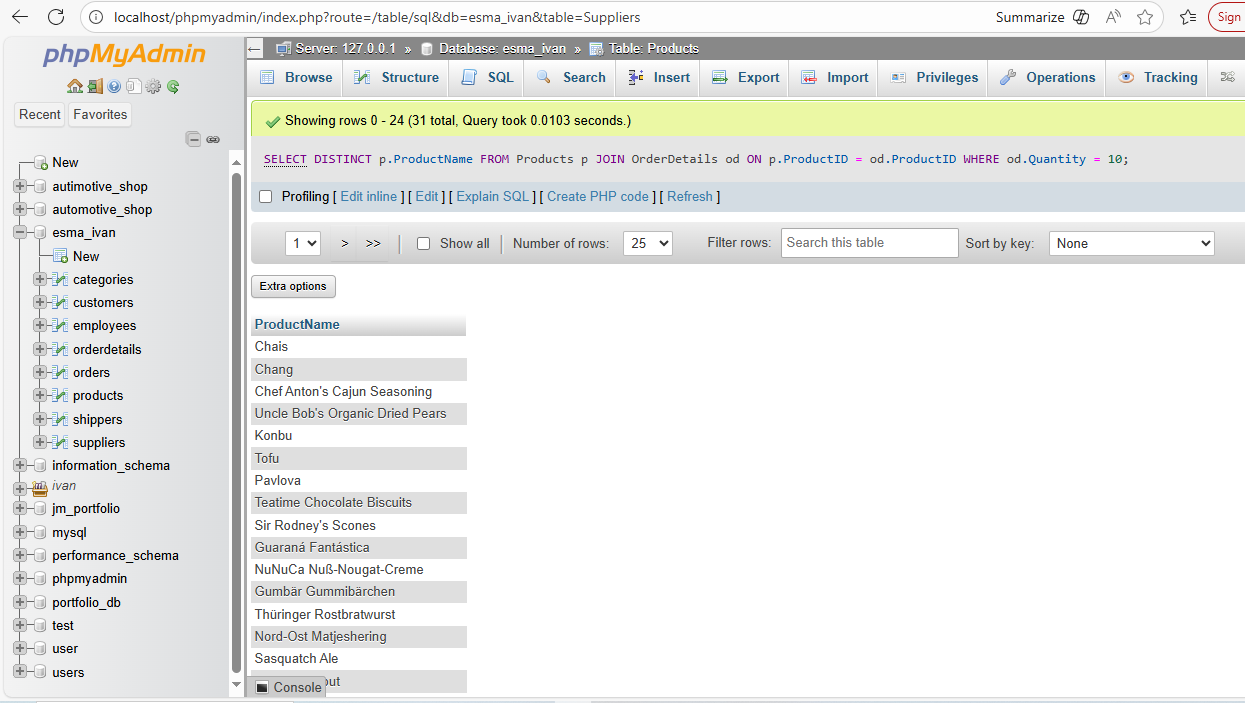 localhost/phpmyadmin/index.php?route=/table/sql&db=esma_ivan&table=Suppliers
Summarize
Sign
phpMyAdmin
Recent Favorites
New
autimotive_shop
automotive_shop
esma_ivan
New
categories
customers
employees
orderdetails
orders
products
shippers
suppliers
information_schema
ivan
jm_portfolio
mysql
performance_schema
phpmyadmin
portfolio_db
test
user
users
Server: 127.0.0.1 » Database: esma_ivan » Table: Products
Browse Structure SQL Search Insert Export Import Privileges Operations Tracking
Showing rows 0 - 24 (31 total, Query took 0.0103 seconds.)
SELECT DISTINCT p.ProductName FROM Products p JOIN OrderDetails od ON p.ProductID = od.ProductID WHERE od.Quantity = 10;
Profiling [ Edit inline ] [ Edit ] [ Explain SQL ] [ Create PHP code ] [ Refresh ]
1 > >> Show all Number of rows: 25 Filter rows: Search this table Sort by key: None
Extra options
ProductName
Chais
Chang
Chef Anton's Cajun Seasoning
Uncle Bob's Organic Dried Pears
Konbu
Tofu
Pavlova
Teatime Chocolate Biscuits
Sir Rodney's Scones
Guaraná Fantástica
NuNuCa Nuß-Nougat-Creme
Gumbär Gummibärchen
Thüringer Rostbratwurst
Nord-Ost Matjeshering
Sasquatch Ale
Console